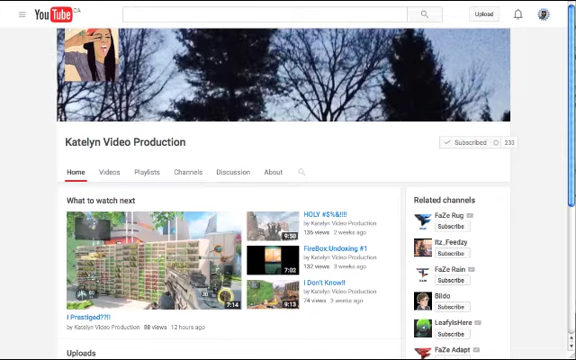 YouTube CA
Upload
Katelyn Video Production
Subscribed 233
Home Videos Playlists Channels Discussion About
What to watch next
7:14
I Prestiged??!!
by Katelyn Video Production 88 views 12 hours ago
9:50
HOLY #$%&!!!!
by Katelyn Video Production
136 views 2 weeks ago
7:02
FireBox Unboxing #1
by Katelyn Video Production
132 views 3 weeks ago
9:13
I Don't Know!!
by Katelyn Video Production
74 views 3 weeks ago
Uploads
Related channels
FaZe Rug
Subscribe
Itz_Feedzy
Subscribe
FaZe Rain
Subscribe
Subscribe
LeafyIsHere
Subscribe
FaZe Adapt